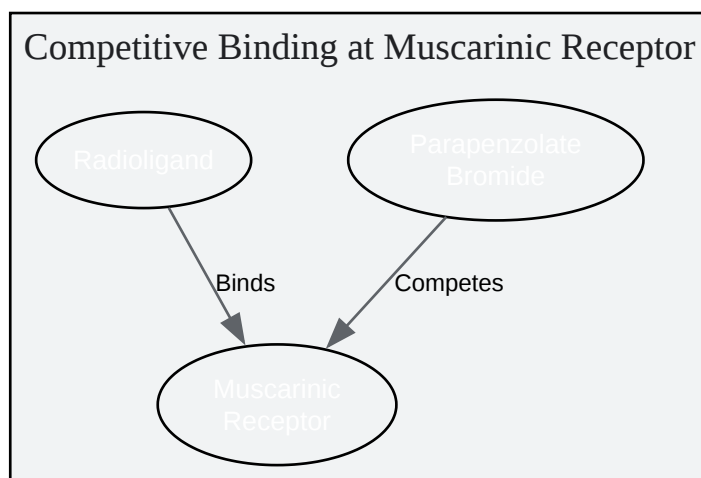 Competitive Binding at Muscarinic Receptor
Radioligand
Parapenzolate
Bromide
Binds
Competes
Muscarinic
Receptor